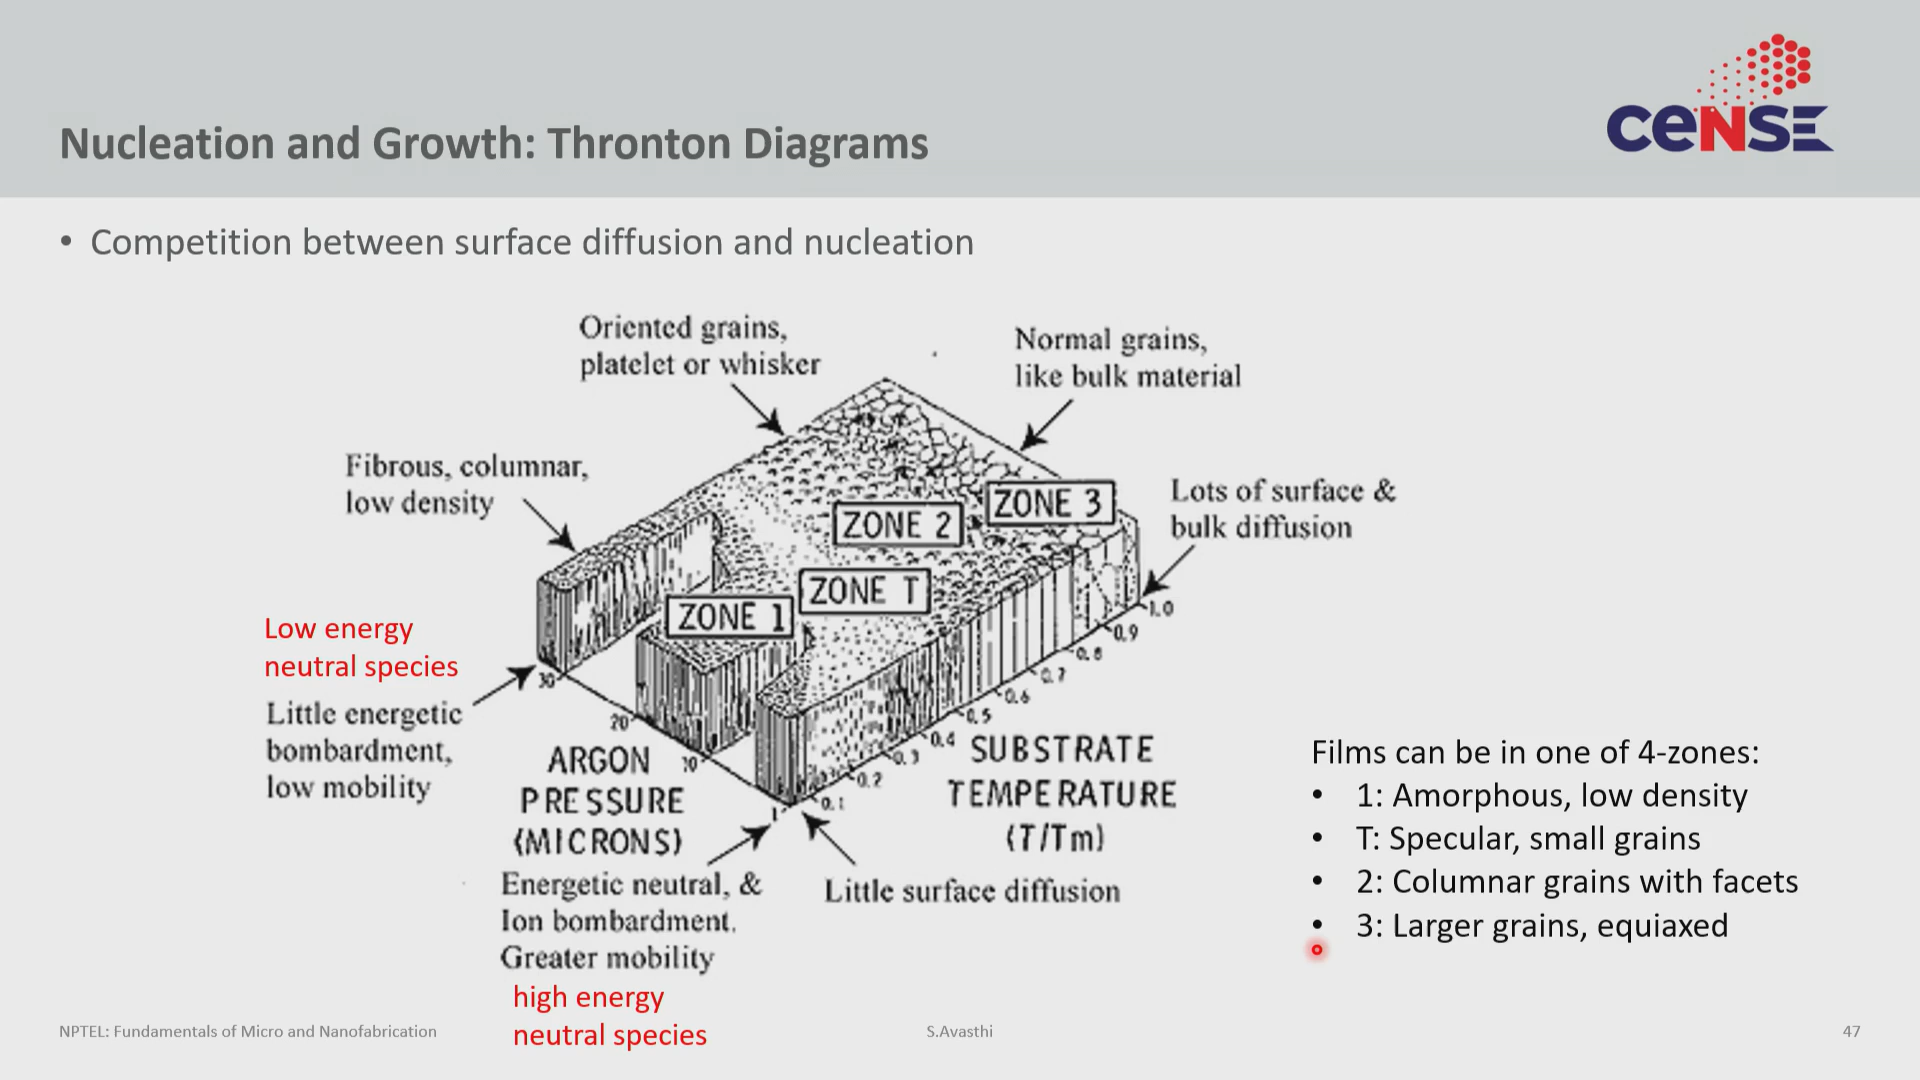 ceNSE
Nucleation and Growth: Thronton Diagrams
• Competition between surface diffusion and nucleation
Oriented grains,
platelet or whisker
Normal grains,
like bulk material
Fibrous, columnar,
low density
Lots of surface &
bulk diffusion
ZONE 3
ZONE 2
ZONE T
ZONE 1
Low energy
neutral species
Little energetic
bombardment,
low mobility
30
20
10
1
ARGON
PRESSURE
(MICRONS)
0.1
0.2
0.3
0.4
0.5
0.6
0.7
0.8
0.9
1.0
SUBSTRATE
TEMPERATURE
(T/Tm)
Energetic neutral, &
Ion bombardment.
Greater mobility
high energy
neutral species
Little surface diffusion
Films can be in one of 4-zones:
• 1: Amorphous, low density
• T: Specular, small grains
• 2: Columnar grains with facets
• 3: Larger grains, equiaxed
NPTEL: Fundamentals of Micro and Nanofabrication
S.Avasthi
47